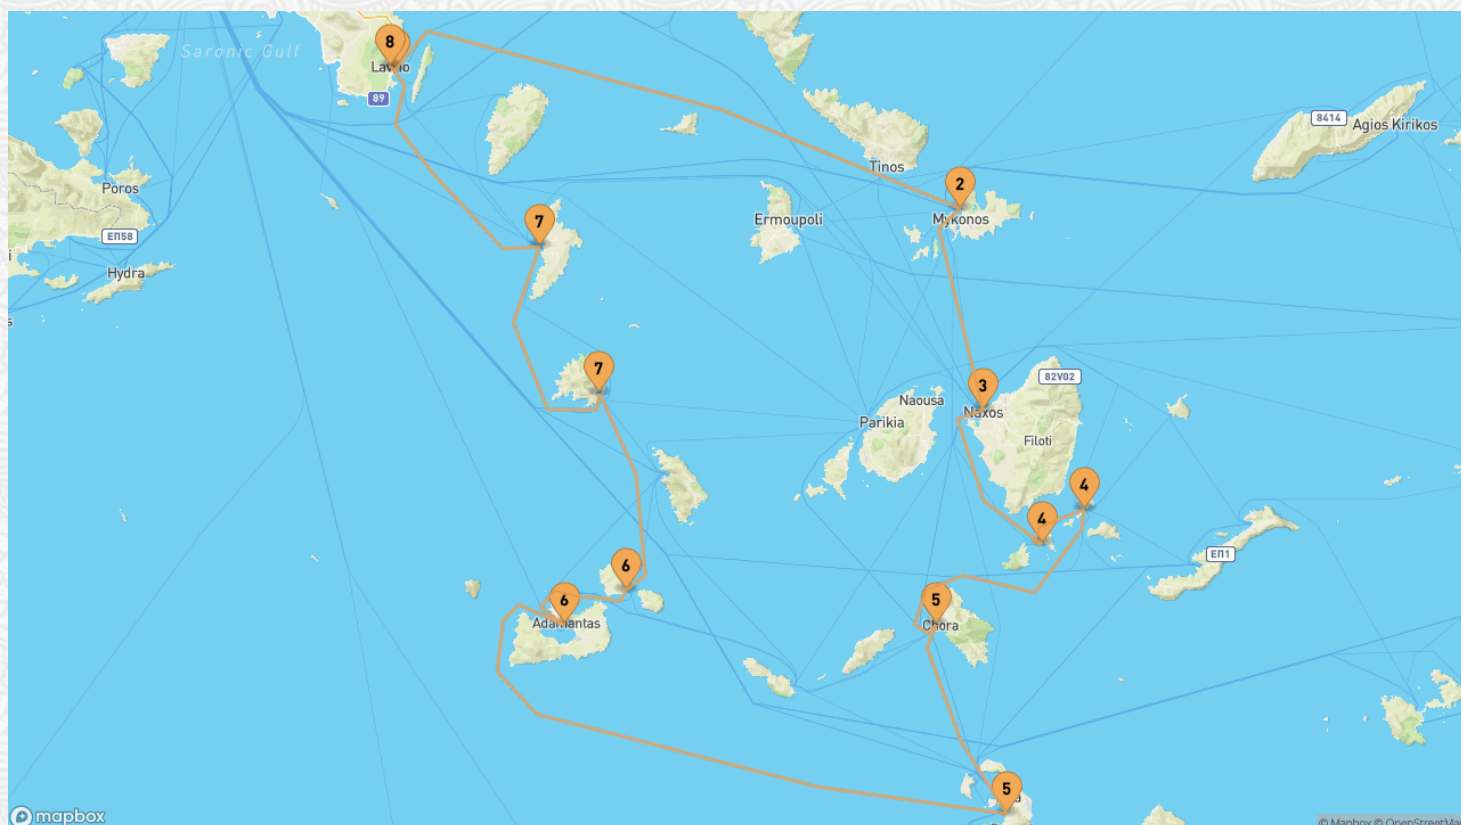 Saronic Gulf
8
Lavrio
89
8414
Agios Kirikos
Tinos
Poros
2
Ermoupoli
Mykonos
7
ΕΠ58
Hydra
7
82V02
3
Naousa
Naxos
Parikia
Filoti
4
4
ΕΠ1
6
6
5
Adamantas
Chora
5
mapbox
© Mapbox © OpenStreetMap